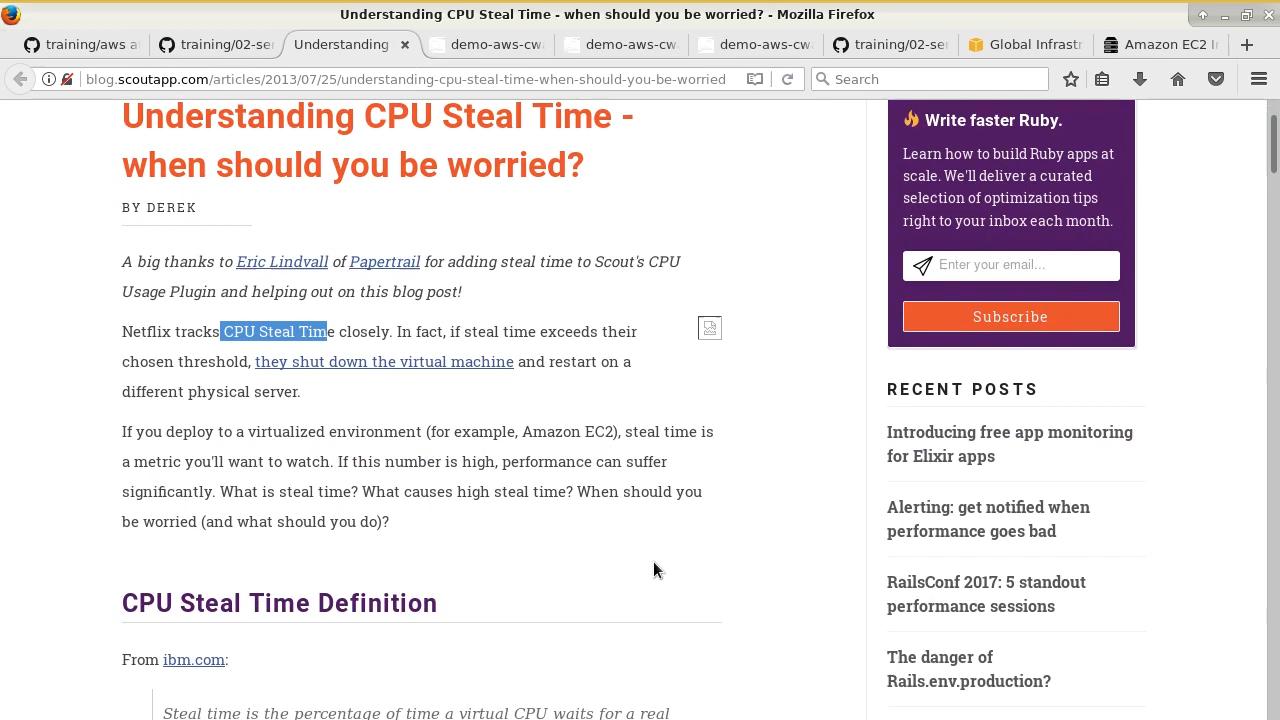 Understanding CPU Steal Time - when should you be worried? - Mozilla Firefox
training/aws a
training/02-ser
Understanding
demo-aws-cw
demo-aws-cw
demo-aws-cw
training/02-ser
Global Infrastr
Amazon EC2 I
blog.scoutapp.com/articles/2013/07/25/understanding-cpu-steal-time-when-should-you-be-worried
Search
Understanding CPU Steal Time -
when should you be worried?
BY DEREK
A big thanks to Eric Lindvall of Papertrail for adding steal time to Scout's CPU
Usage Plugin and helping out on this blog post!
Netflix tracks CPU Steal Time closely. In fact, if steal time exceeds their
chosen threshold, they shut down the virtual machine and restart on a
different physical server.
If you deploy to a virtualized environment (for example, Amazon EC2), steal time is
a metric you'll want to watch. If this number is high, performance can suffer
significantly. What is steal time? What causes high steal time? When should you
be worried (and what should you do)?
CPU Steal Time Definition
From ibm.com:
Steal time is the percentage of time a virtual CPU waits for a real
Write faster Ruby.
Learn how to build Ruby apps at
scale. We'll deliver a curated
selection of optimization tips
right to your inbox each month.
Enter your email...
Subscribe
RECENT POSTS
Introducing free app monitoring
for Elixir apps
Alerting: get notified when
performance goes bad
RailsConf 2017: 5 standout
performance sessions
The danger of
Rails.env.production?